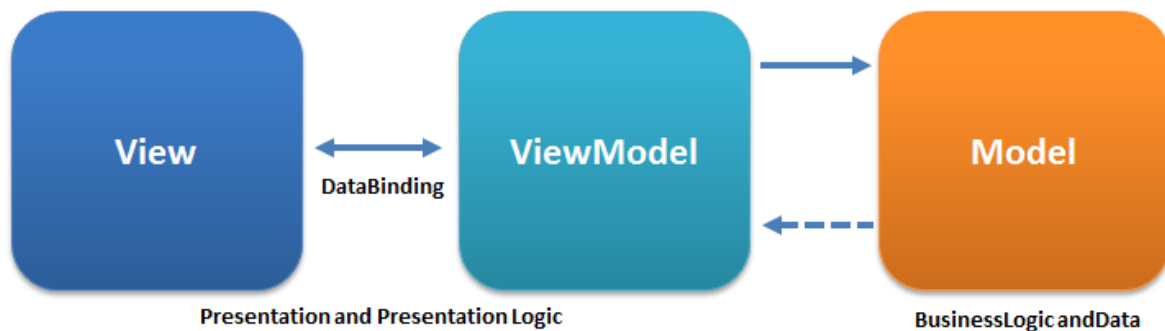 View
ViewModel
Model
DataBinding
Presentation and Presentation Logic
BusinessLogic andData